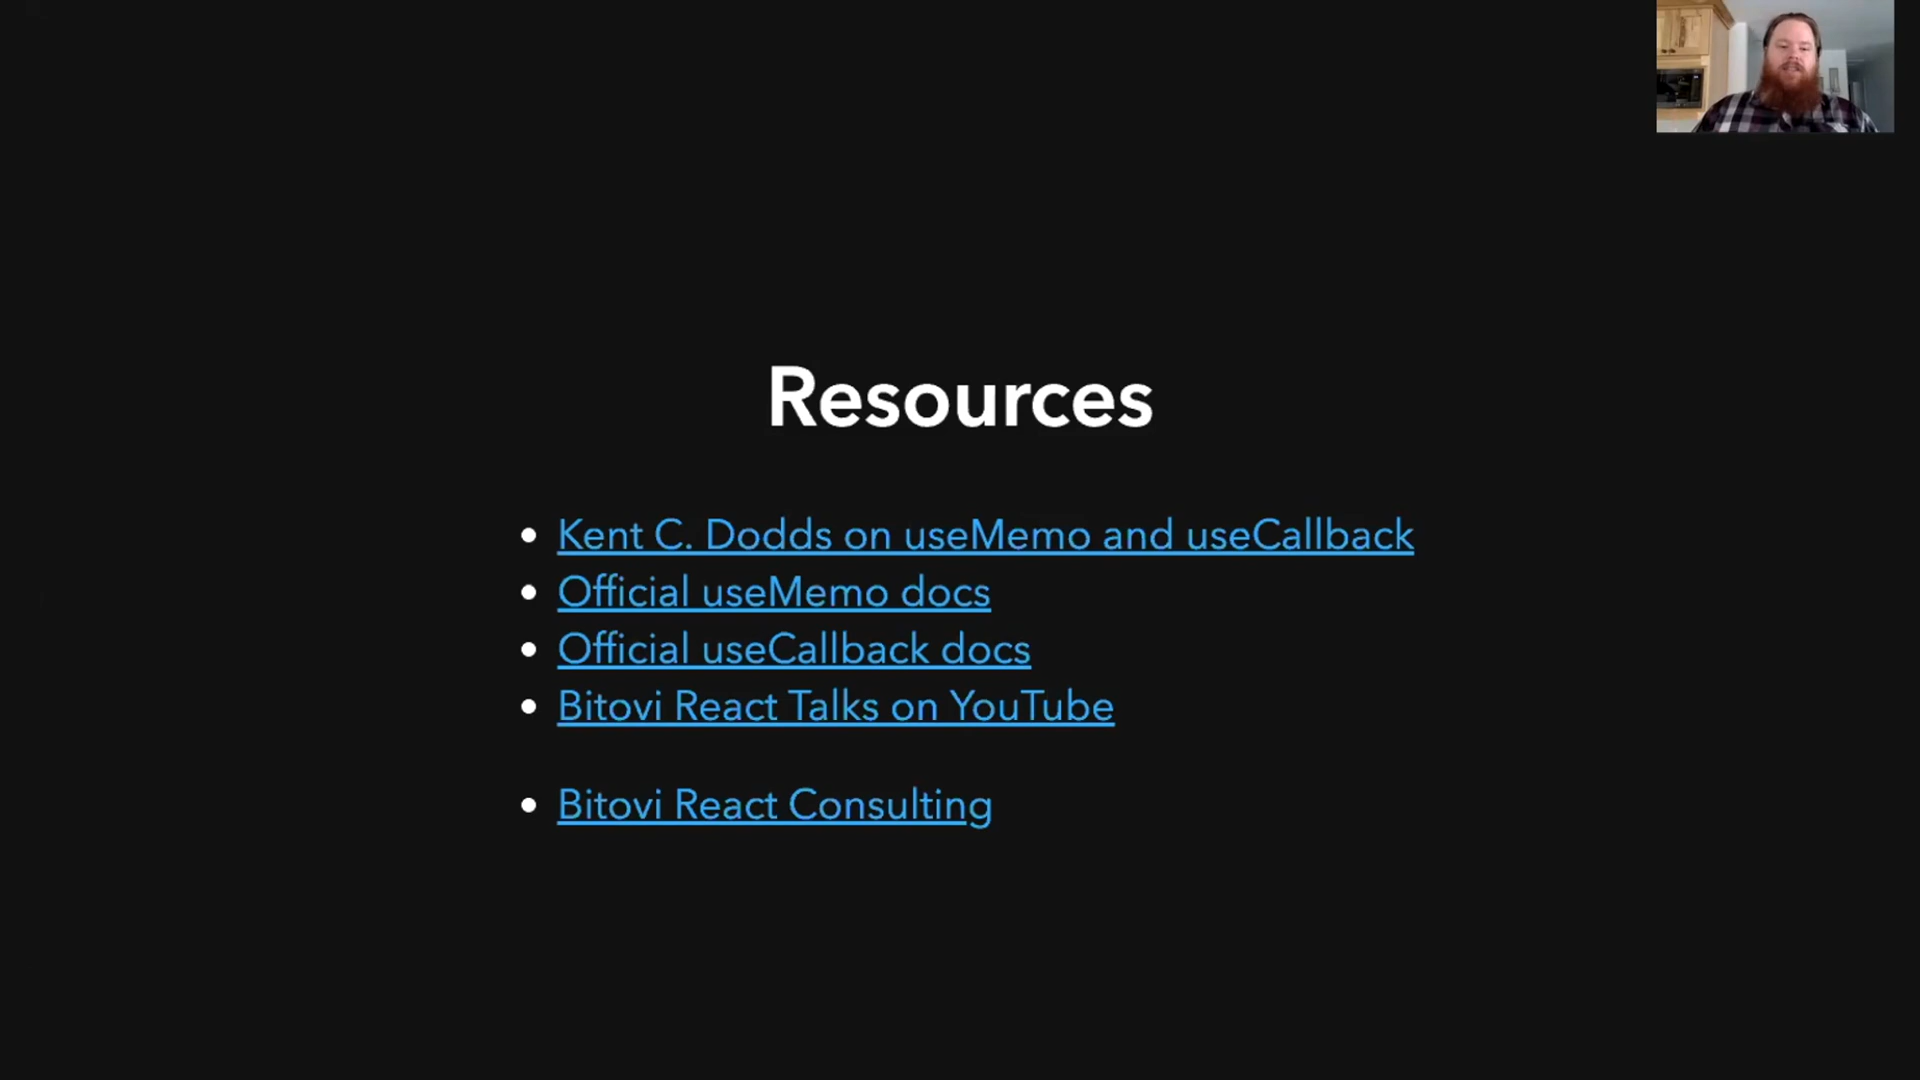 Resources
Kent C. Dodds on useMemo and useCallback
Official useMemo docs
Official useCallback docs
Bitovi React Talks on YouTube
Bitovi React Consulting